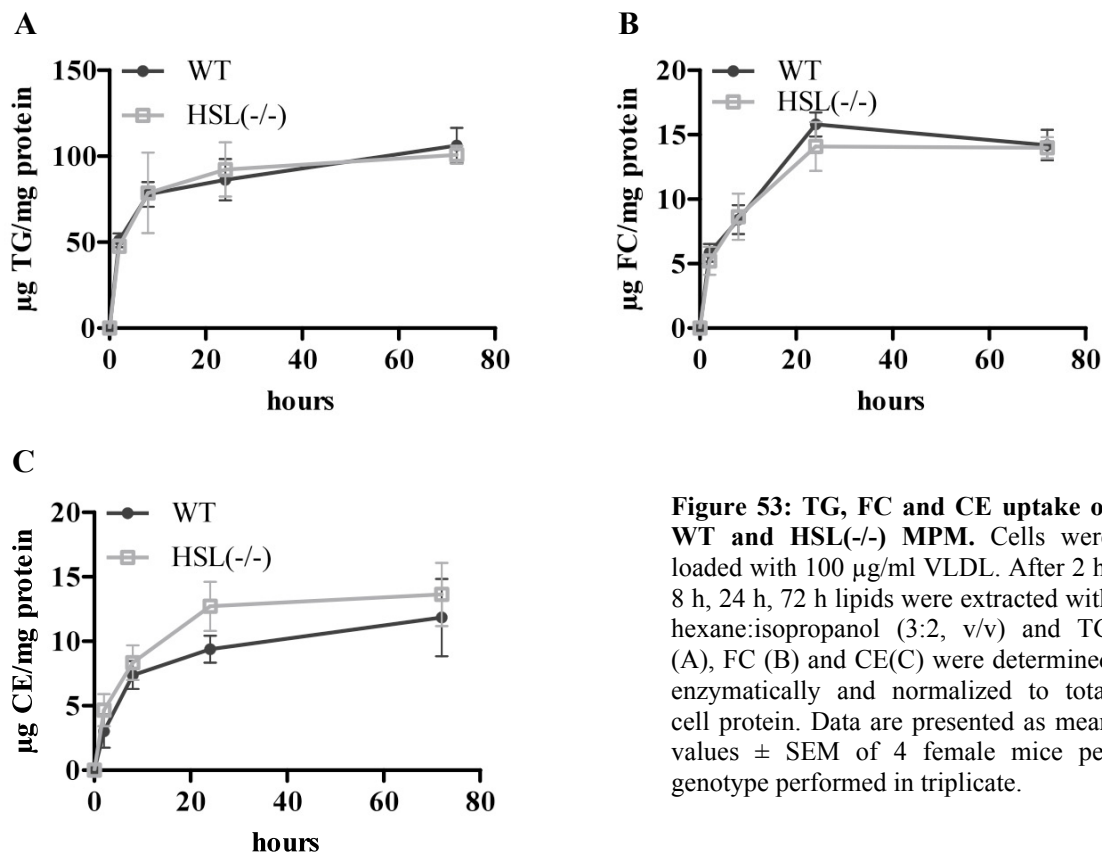 A
150
100
50
0
WT
HSL(-/-)
µg TG/mg protein
0 20 40 60 80
hours
B
20
15
10
5
0
WT
HSL(-/-)
µg FC/mg protein
0 20 40 60 80
hours
C
20
15
10
5
0
WT
HSL(-/-)
µg CE/mg protein
0 20 40 60 80
hours
Figure 53: TG, FC and CE uptake o
WT and HSL(-/-) MPM. Cells were
loaded with 100 µg/ml VLDL. After 2 h
8 h, 24 h, 72 h lipids were extracted with
hexane:isopropanol (3:2, v/v) and TG
(A), FC (B) and CE(C) were determined
enzymatically and normalized to tota
cell protein. Data are presented as mean
values ± SEM of 4 female mice pe
genotype performed in triplicate.